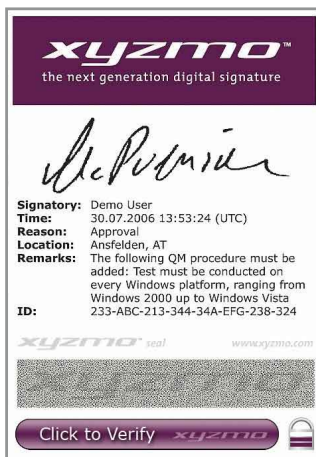 xyzmo™
the next generation digital signature
Signatory: Demo User
Time: 30.07.2006 13:53:24 (UTC)
Reason: Approval
Location: Ansfelden, AT
Remarks: The following QM procedure must be
added: Test must be conducted on
every Windows platform, ranging from
Windows 2000 up to Windows Vista
ID: 233-ABC-213-344-34A-EFG-238-324
xyzmo™ seal www.xyzmo.com
xyzmo
Click to Verify xyzmo